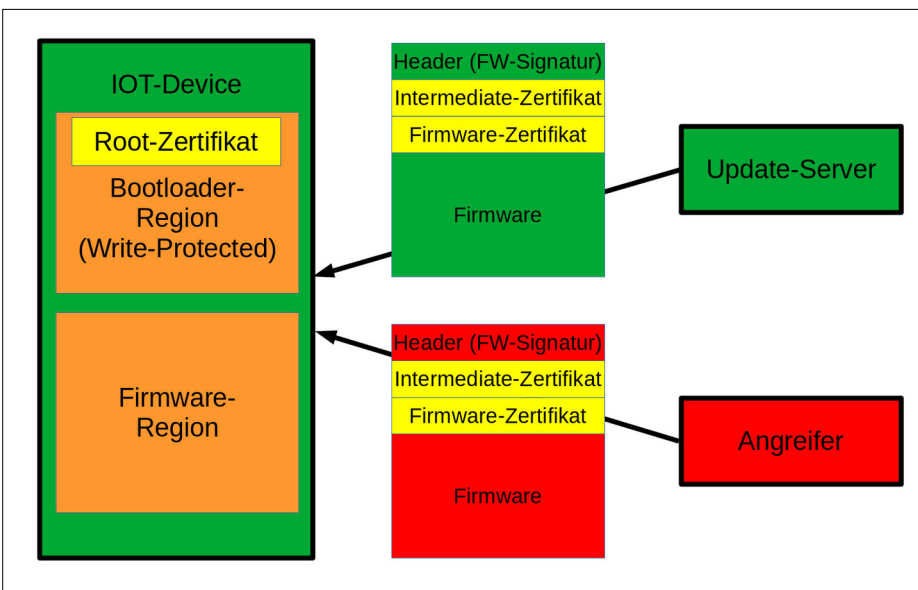 IOT-Device
Root-Zertifikat
Bootloader-
Region
(Write-Protected)
Firmware-
Region
Header (FW-Signatur)
Intermediate-Zertifikat
Firmware-Zertifikat
Firmware
Update-Server
Header (FW-Signatur)
Intermediate-Zertifikat
Firmware-Zertifikat
Firmware
Angreifer